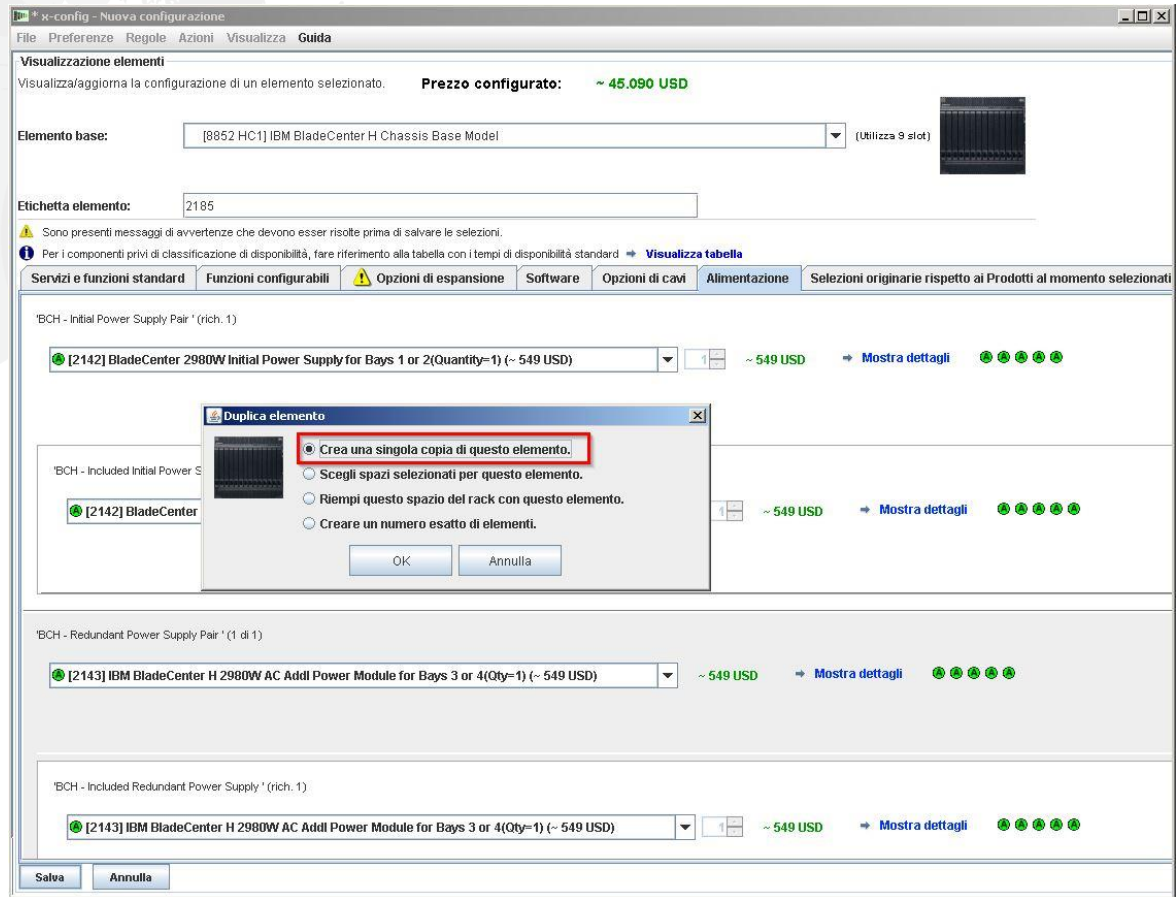 * x-config - Nuova configurazione
File Preferenze Regole Azioni Visualizza Guida
Visualizzazione elementi
Visualizza/aggiorna la configurazione di un elemento selezionato. Prezzo configurato: ~ 45.090 USD
Elemento base: [8852 HC1] IBM BladeCenter H Chassis Base Model (Utilizza 9 slot)
Etichetta elemento: 2185
Sono presenti messaggi di avvertenze che devono esser risolte prima di salvare le selezioni.
Per i componenti privi di classificazione di disponibilità, fare riferimento alla tabella con i tempi di disponibilità standard Visualizza tabella
Servizi e funzioni standard Funzioni configurabili Opzioni di espansione Software Opzioni di cavi Alimentazione Selezioni originarie rispetto ai Prodotti al momento selezionati
'BCH - Initial Power Supply Pair ' (rich. 1)
A [2142] BladeCenter 2980W Initial Power Supply for Bays 1 or 2(Quantity=1) (~ 549 USD) 1 ~ 549 USD Mostra dettagli A A A A A
Duplica elemento
Crea una singola copia di questo elemento.
Scegli spazi selezionati per questo elemento.
Riempi questo spazio del rack con questo elemento.
Creare un numero esatto di elementi.
OK Annulla
'BCH - Included Initial Power S
A [2142] BladeCenter 1 ~ 549 USD Mostra dettagli A A A A A
'BCH - Redundant Power Supply Pair ' (1 di 1)
A [2143] IBM BladeCenter H 2980W AC Addl Power Module for Bays 3 or 4(Qty=1) (~ 549 USD) ~ 549 USD Mostra dettagli A A A A A
'BCH - Included Redundant Power Supply ' (rich. 1)
A [2143] IBM BladeCenter H 2980W AC Addl Power Module for Bays 3 or 4(Qty=1) (~ 549 USD) 1 ~ 549 USD Mostra dettagli A A A A A
Salva Annulla